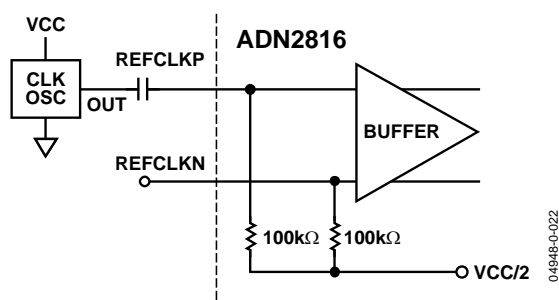 VCC
ADN2816
REFCLKP
CLK
OSC
OUT
BUFFER
REFCLKN
100kΩ
100kΩ
VCC/2
04948-0-022